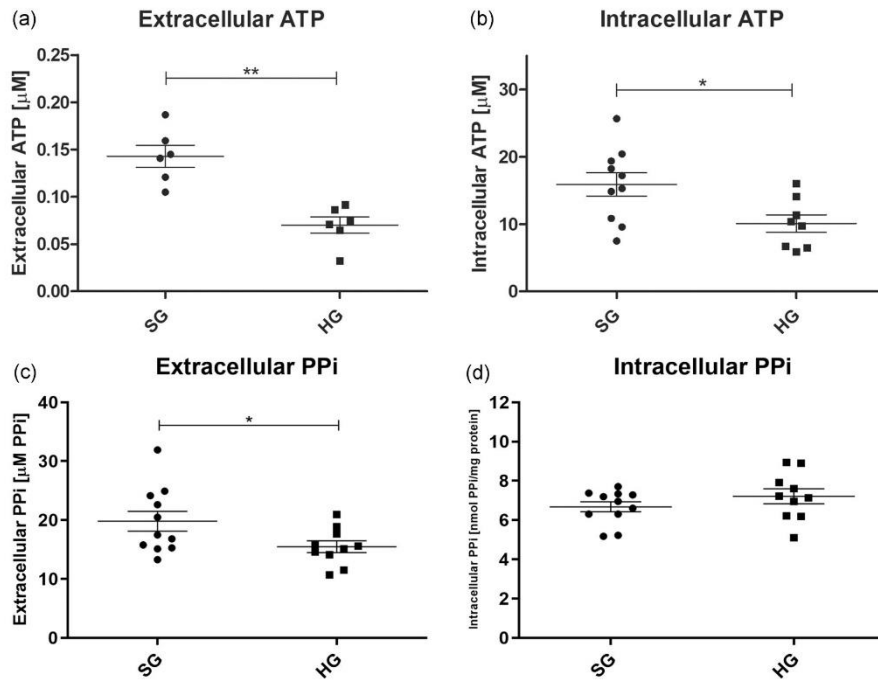 (a) Extracellular ATP
Extracellular ATP [µM]
0.25
0.20
0.15
0.10
0.05
0.00
**
SG HG
(b) Intracellular ATP
Intracellular ATP [µM]
30
20
10
0
*
SG HG
(c) Extracellular PPi
Extracellular PPi [µM PPi]
40
30
20
10
0
*
SG HG
(d) Intracellular PPi
Intracellular PPi [nmol PPi/mg protein]
12
10
8
6
4
2
0
SG HG